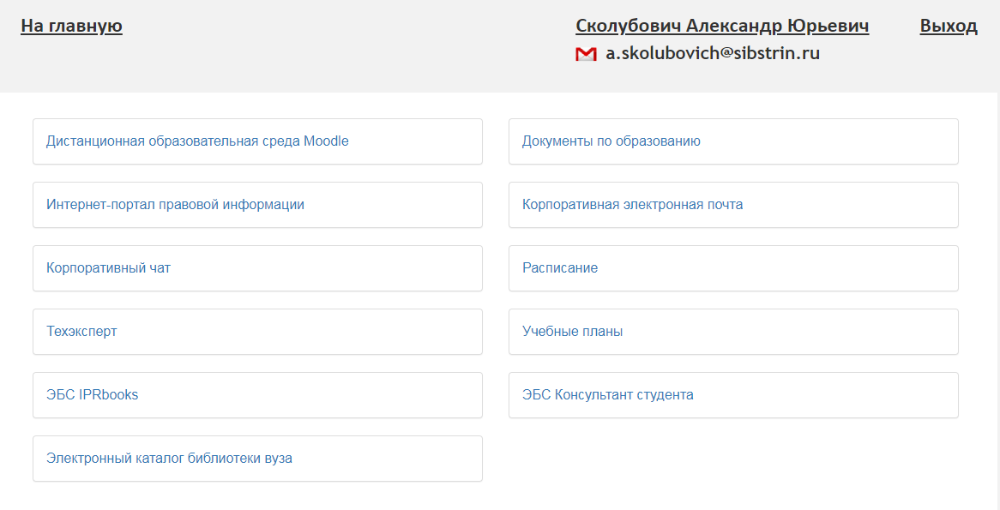 На главную
Сколубович Александр Юрьевич
Выход
a.skolubovich@sibstrin.ru
Дистанционная образовательная среда Moodle
Документы по образованию
Интернет-портал правовой информации
Корпоративная электронная почта
Корпоративный чат
Расписание
Техэксперт
Учебные планы
ЭБС IPRbooks
ЭБС Консультант студента
Электронный каталог библиотеки вуза